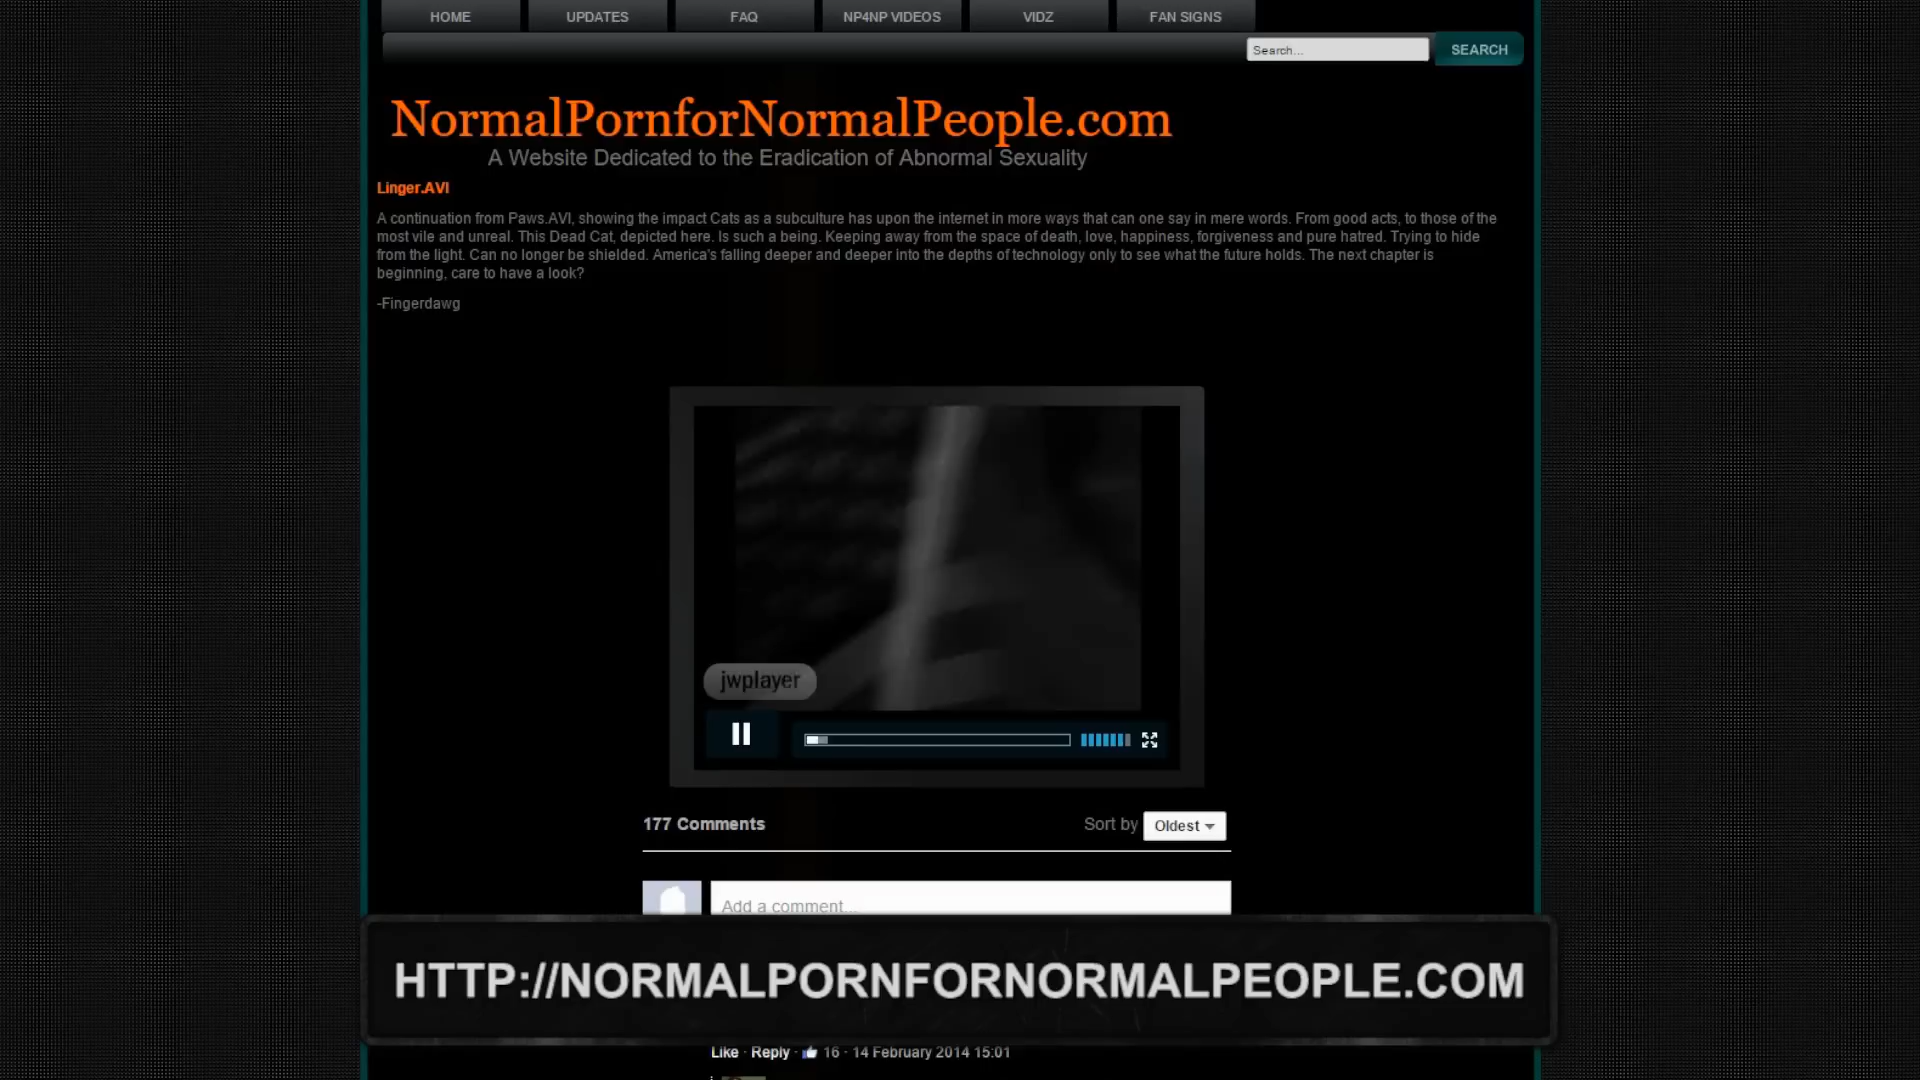 HOME UPDATES FAQ NP4NP VIDEOS VIDZ FAN SIGNS
Search... SEARCH
NormalPornforNormalPeople.com
A Website Dedicated to the Eradication of Abnormal Sexuality
Linger.AVI
A continuation from Paws.AVI, showing the impact Cats as a subculture has upon the internet in more ways that can one say in mere words. From good acts, to those of the
most vile and unreal. This Dead Cat, depicted here. Is such a being. Keeping away from the space of death, love, happiness, forgiveness and pure hatred. Trying to hide
from the light. Can no longer be shielded. America's falling deeper and deeper into the depths of technology only to see what the future holds. The next chapter is
beginning, care to have a look?
-Fingerdawg
jwplayer
177 Comments Sort by Oldest
Add a comment...
HTTP://NORMALPORNFORNORMALPEOPLE.COM
Like · Reply · 16 · 14 February 2014 15:01